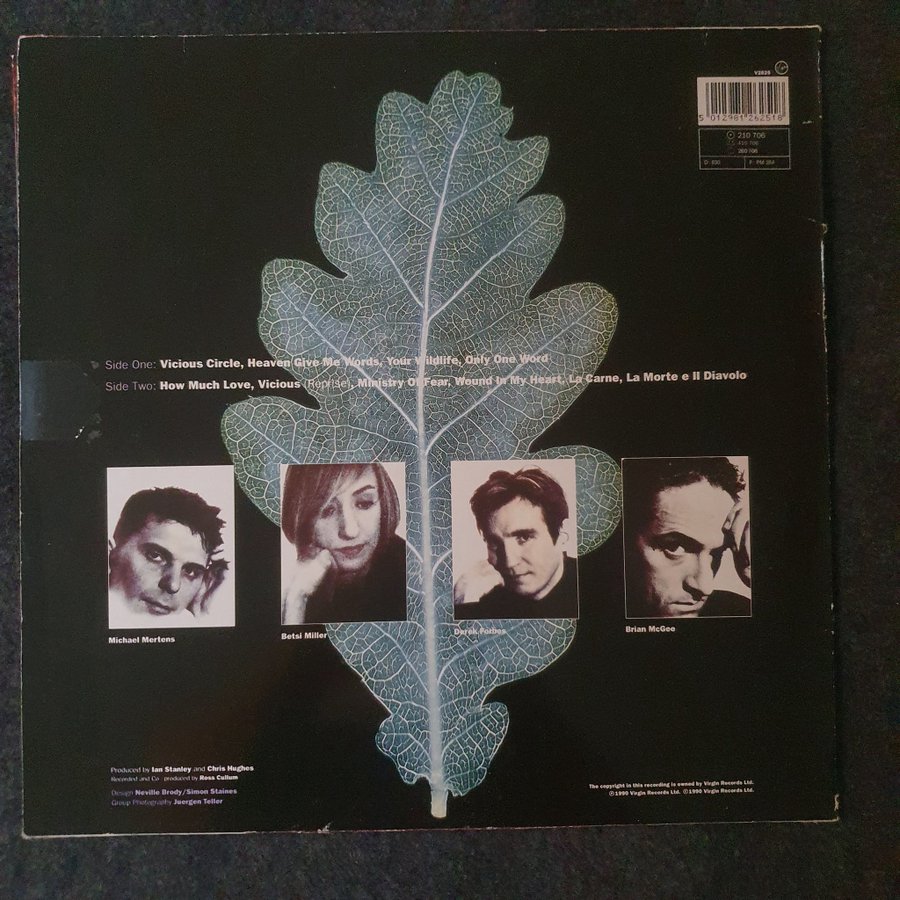 V2828
5 012981 262518
210 706
410 706
260 706
D: 830 F: PM 264
Side One: Vicious Circle, Heaven Give Me Words, Your Wildlife, Only One Word
Side Two: How Much Love, Vicious (Reprise), Ministry Of Fear, Wound In My Heart, La Carne, La Morte e Il Diavolo
Michael Mertens
Betsi Miller
Derek Forbes
Brian McGee
Produced by Ian Stanley and Chris Hughes
Recorded and Co - produced by Ross Cullum
Design Neville Brody/Simon Staines
Group Photography Juergen Teller
The copyright in this recording is owned by Virgin Records Ltd.
℗1990 Virgin Records Ltd. ©1990 Virgin Records Ltd.